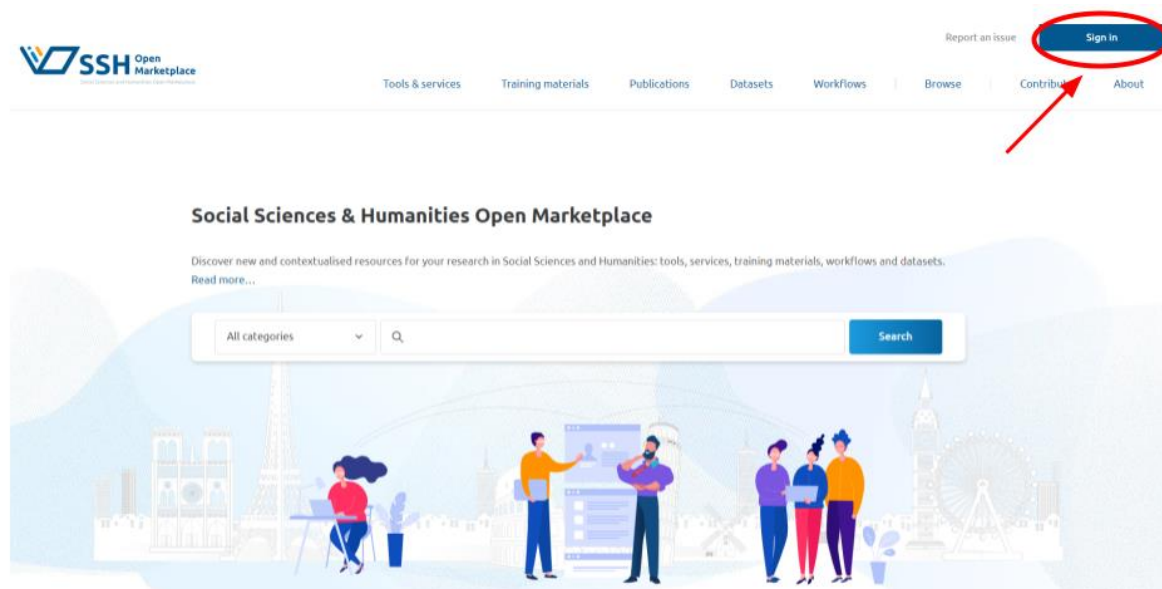 Report an issue
Sign in
SSH Open Marketplace
Tools & services
Training materials
Publications
Datasets
Workflows
Browse
About
Social Sciences & Humanities Open Marketplace
Discover new and contextualised resources for your research in Social Sciences and Humanities: tools, services, training materials, workflows and datasets.
Read more...
All categories
Search